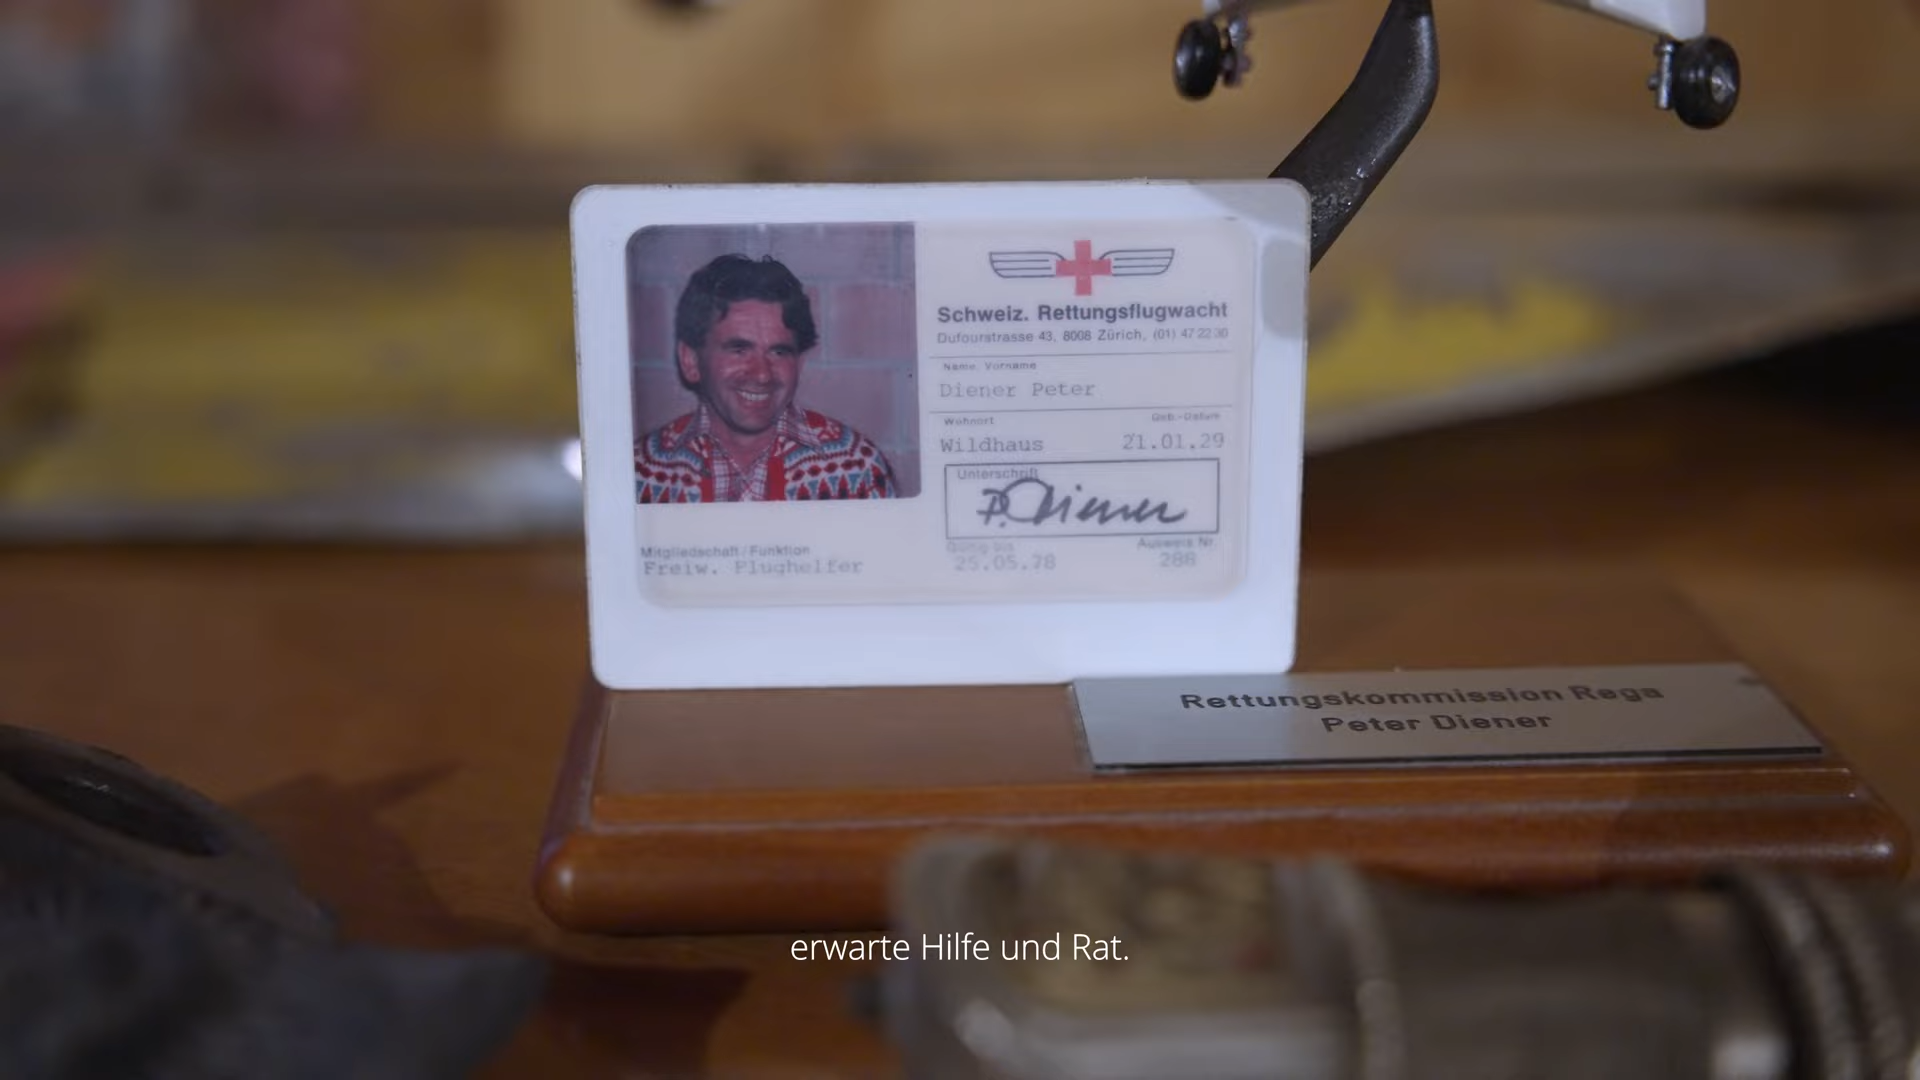 Schweiz. Rettungsflugwacht
Dufourstrasse 43, 8008 Zürich, (01) 47 22 30
Name, Vorname
Diener Peter
Wohnort
Geb.-Datum
Wildhaus
21.01.29
Unterschrift
P. Diener
Mitgliedschaft / Funktion
Freiw. Flughelfer
Gültig bis
25.05.78
Ausweis Nr.
288
Rettungskommission Rega
Peter Diener
erwarte Hilfe und Rat.